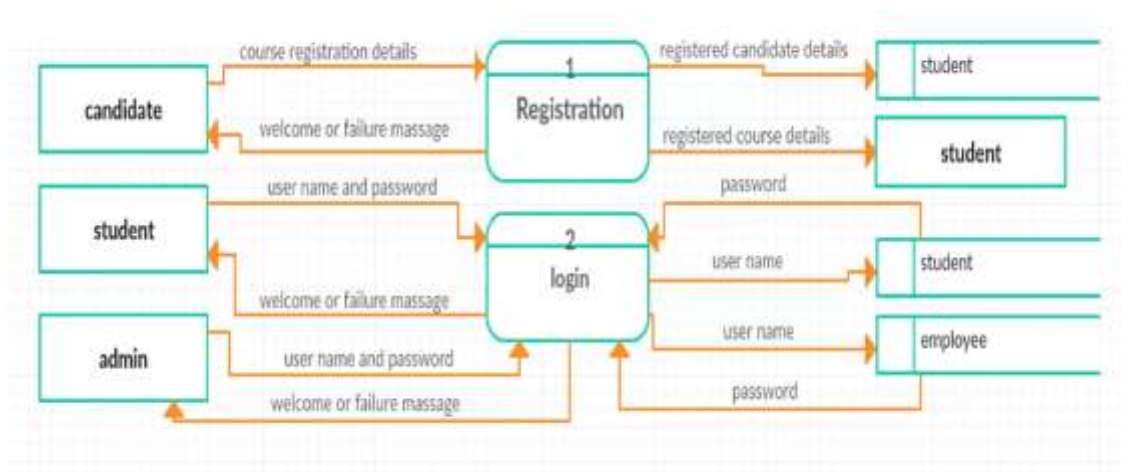 course registration details
1
registered candidate details
student
candidate
Registration
welcome or failure massage
registered course details
student
user name and password
password
student
2
login
user name
student
welcome or failure massage
user name
employee
admin
user name and password
password
welcome or failure massage